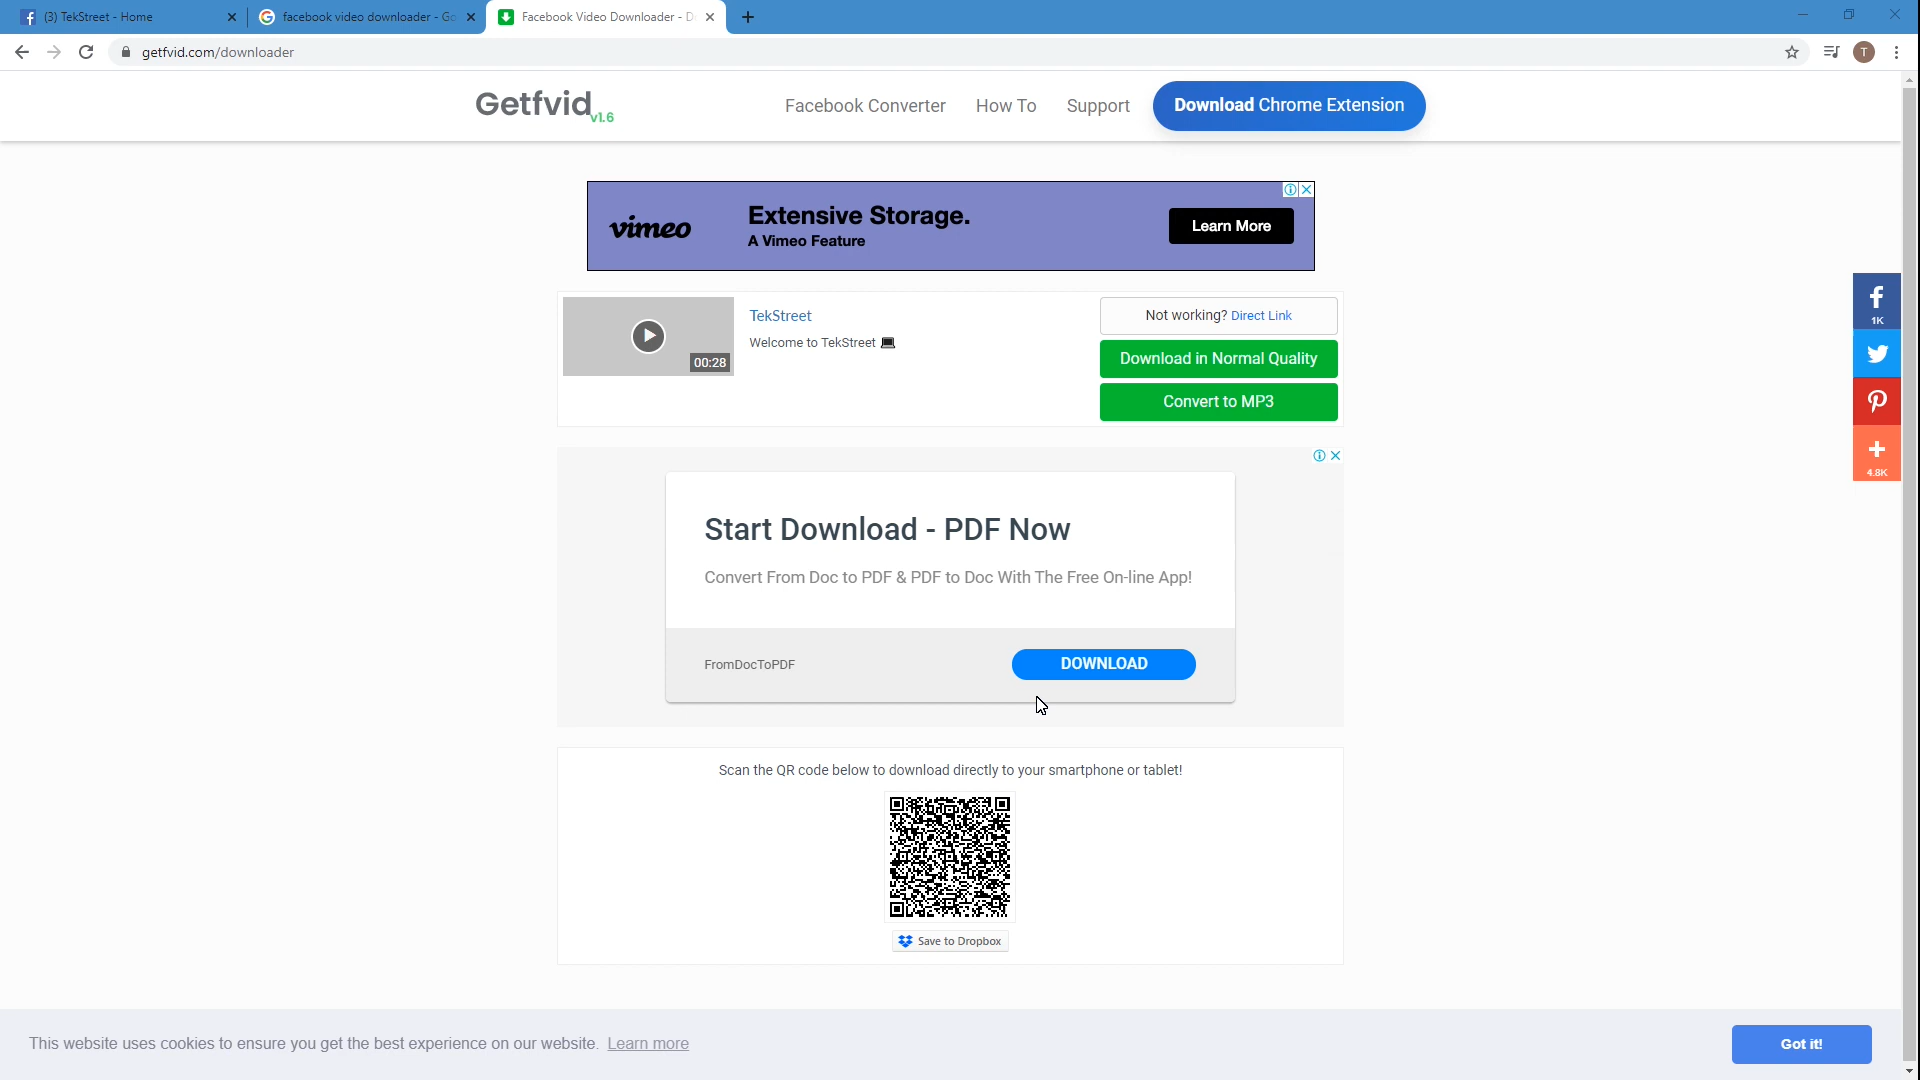 (3) TekStreet - Home
facebook video downloader - Go
Facebook Video Downloader - D
getfvid.com/downloader
T
Getfvid v1.6
Facebook Converter
How To
Support
Download Chrome Extension
vimeo
Extensive Storage.
A Vimeo Feature
Learn More
00:28
TekStreet
Welcome to TekStreet 💻
Not working? Direct Link
Download in Normal Quality
Convert to MP3
1K
4.8K
Start Download - PDF Now
Convert From Doc to PDF & PDF to Doc With The Free On-line App!
FromDocToPDF
DOWNLOAD
Scan the QR code below to download directly to your smartphone or tablet!
Save to Dropbox
This website uses cookies to ensure you get the best experience on our website. Learn more
Got it!